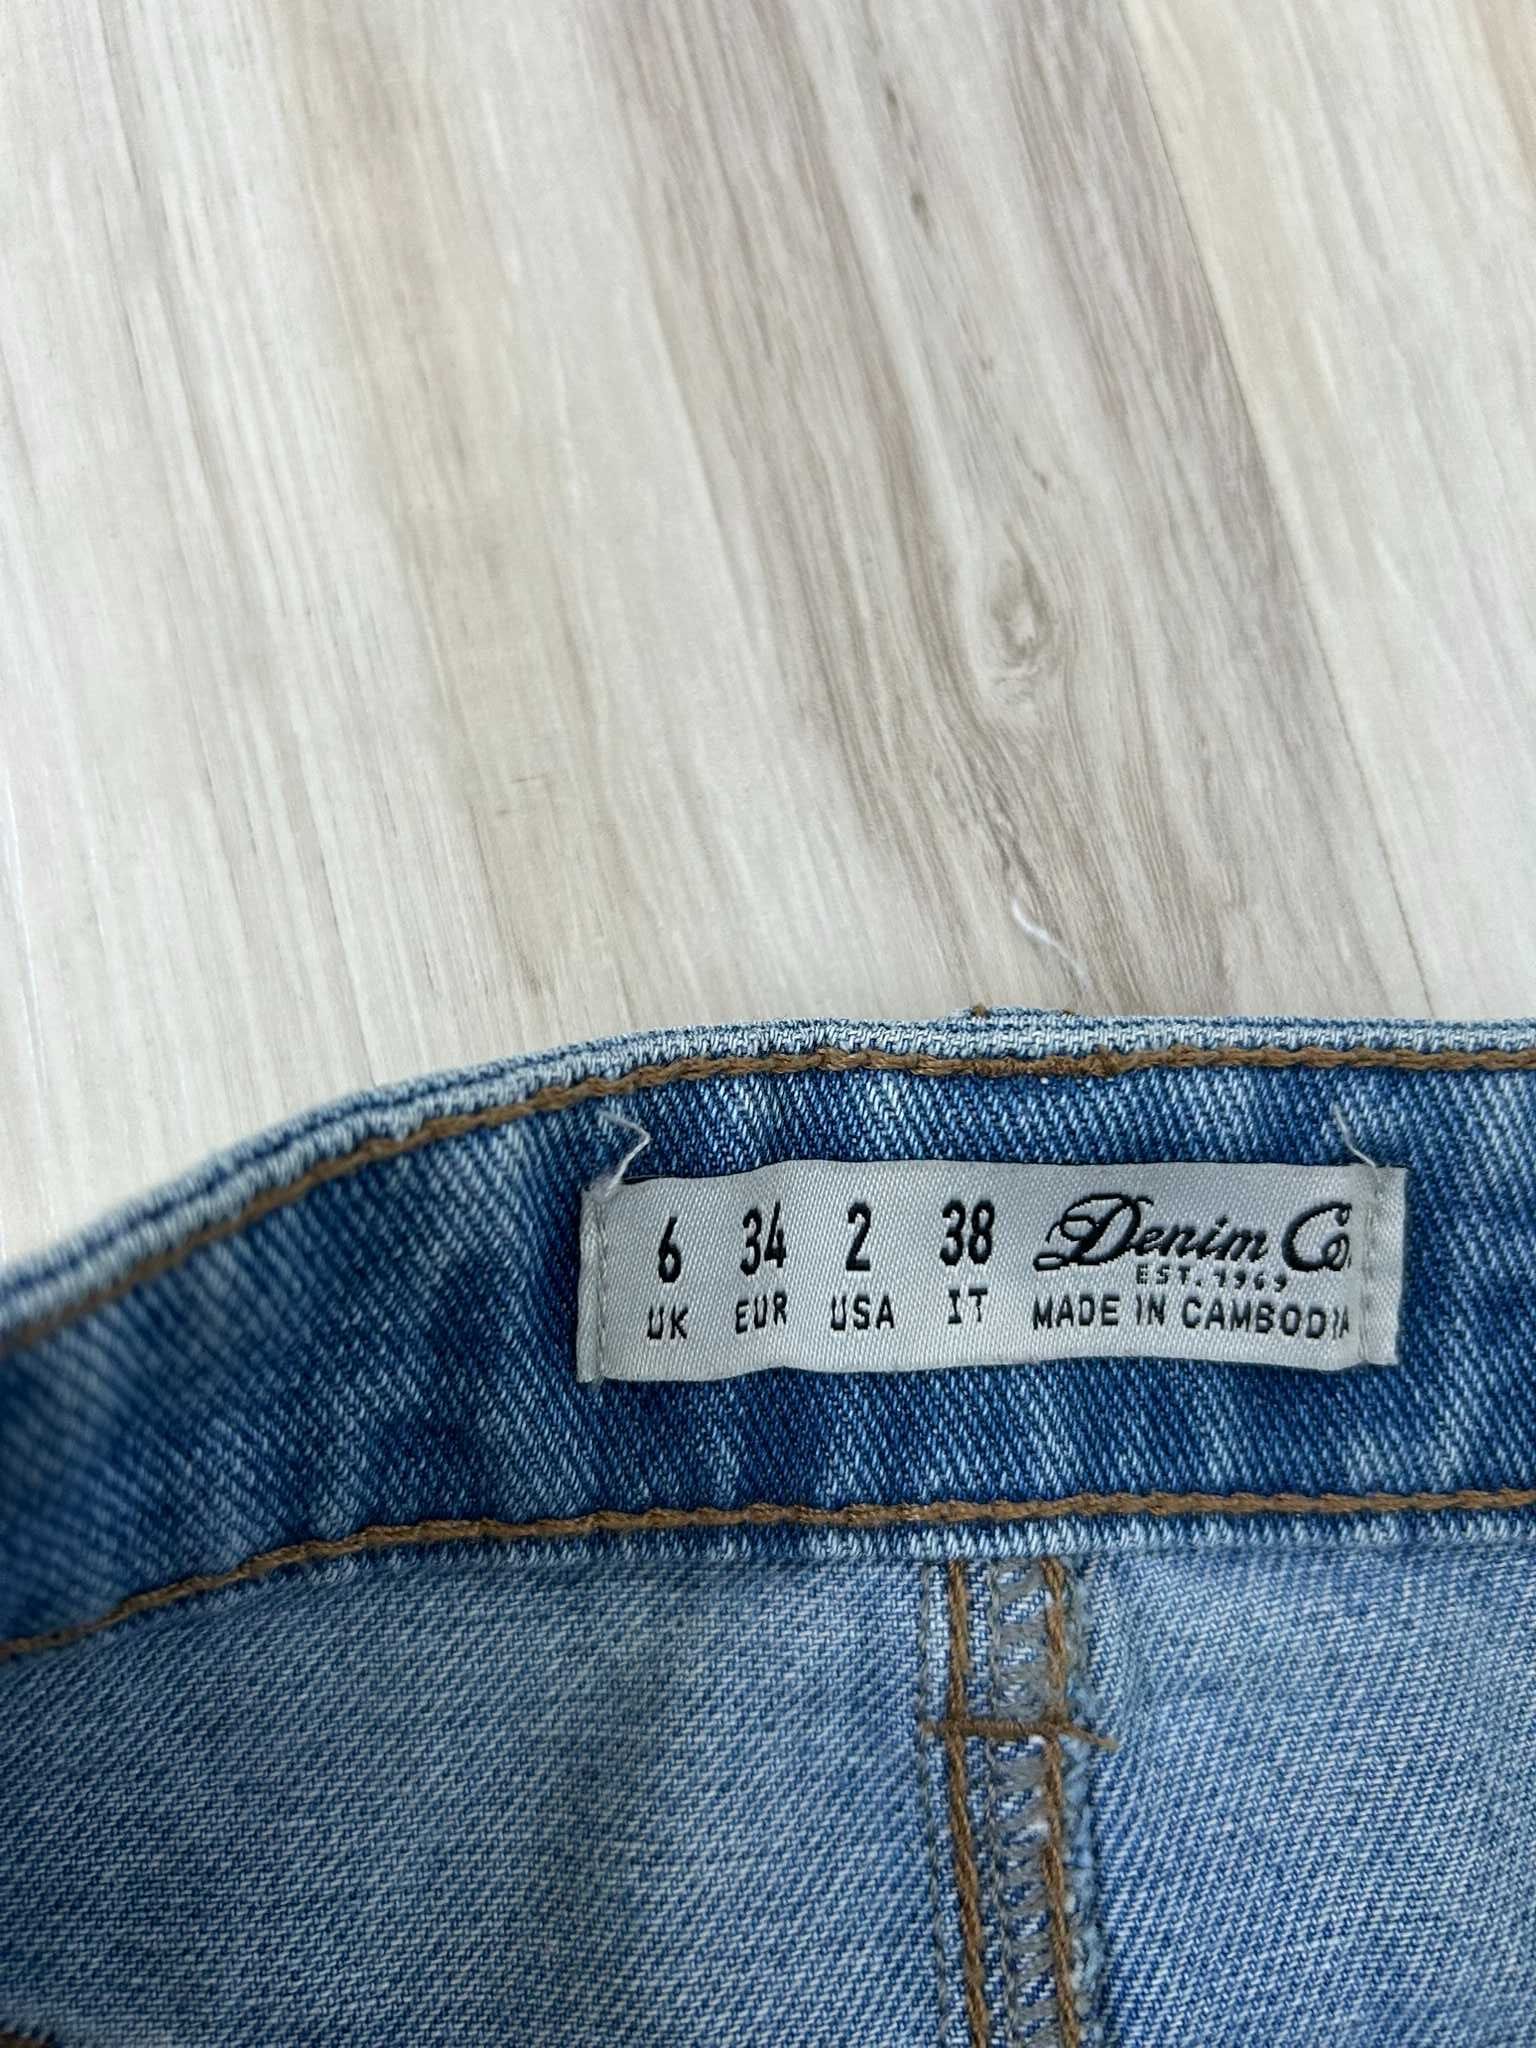 6 34 2 38 Denim Co.
EST. 1969
UK EUR USA IT MADE IN CAMBODIA